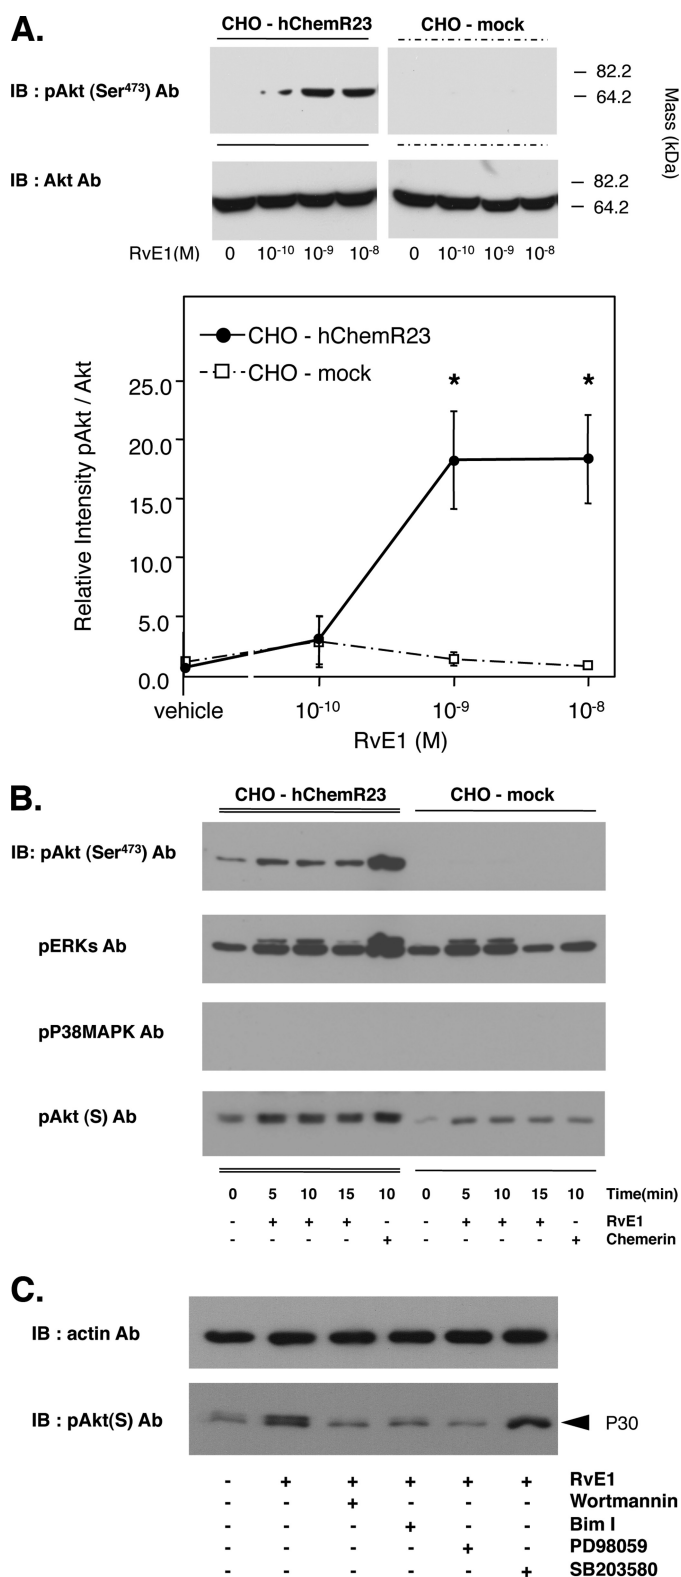 A.
CHO - hChemR23 CHO - mock
IB : pAkt (Ser473) Ab
82.2
64.2
Mass (kDa)
IB : Akt Ab
82.2
64.2
RvE1(M) 0 10-10 10-9 10-8 0 10-10 10-9 10-8
CHO - hChemR23
CHO - mock
Relative Intensity pAkt / Akt
25.0
20.0
15.0
10.0
5.0
0.0
* *
vehicle 10-10 10-9 10-8
RvE1 (M)
B.
CHO - hChemR23 CHO - mock
IB: pAkt (Ser473) Ab
pERKs Ab
pP38MAPK Ab
pAkt (S) Ab
0 5 10 15 10 0 5 10 15 10 Time(min)
- + + + - - + + + - RvE1
- - - - + - - - - + Chemerin
C.
IB : actin Ab
IB : pAkt(S) Ab
P30
- + + + + + RvE1
- - + - - - Wortmannin
- - - + - - Bim I
- - - - + - PD98059
- - - - - + SB203580